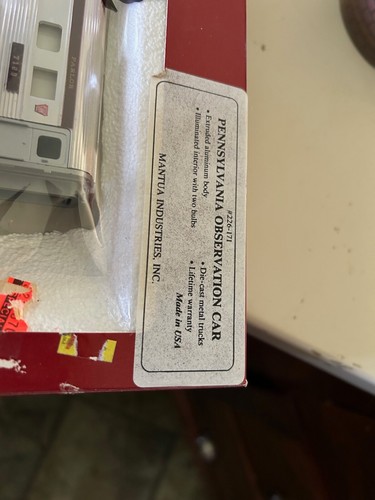 #226-171
PENNSYLVANIA OBSERVATION CAR
• Extruded aluminum body
• Die-cast metal trucks
• Illuminated interior with two bulbs
• Lifetime warranty
Made in USA
MANTUA INDUSTRIES, INC.